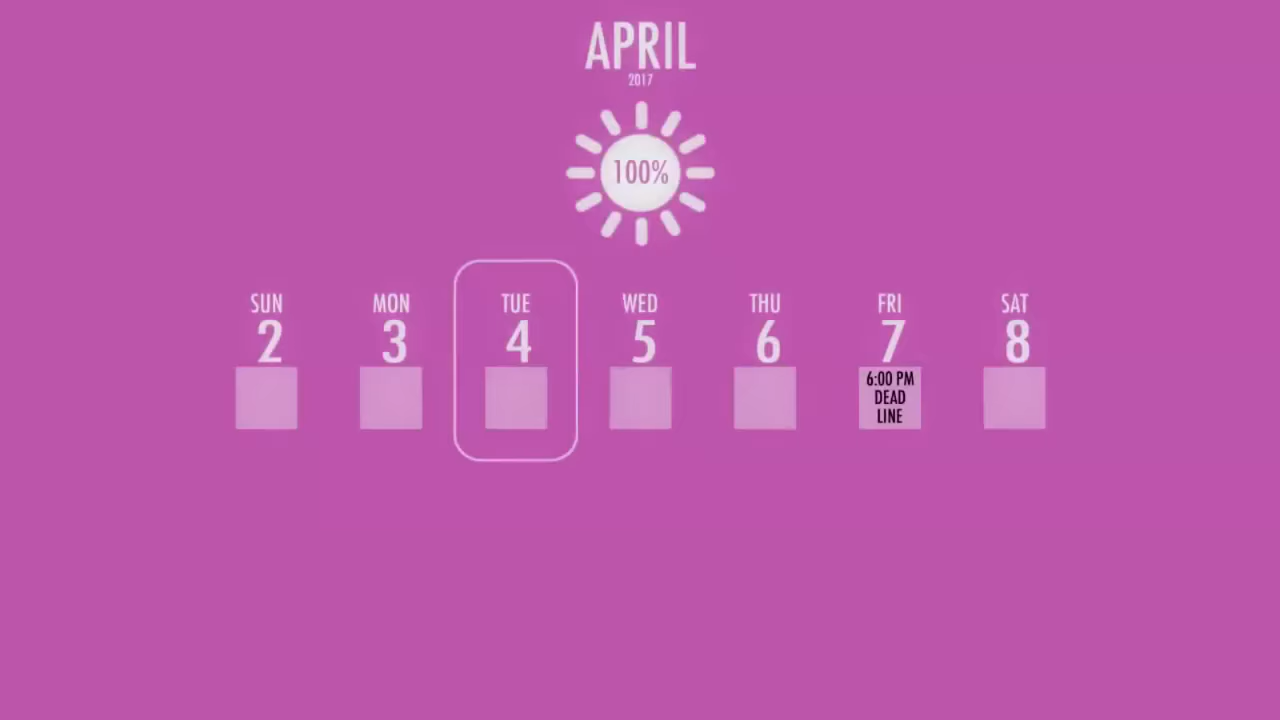 APRIL
2017
100%
SUN MON TUE WED THU FRI SAT
2 3 4 5 6 7 8
6:00 PM
DEAD
LINE